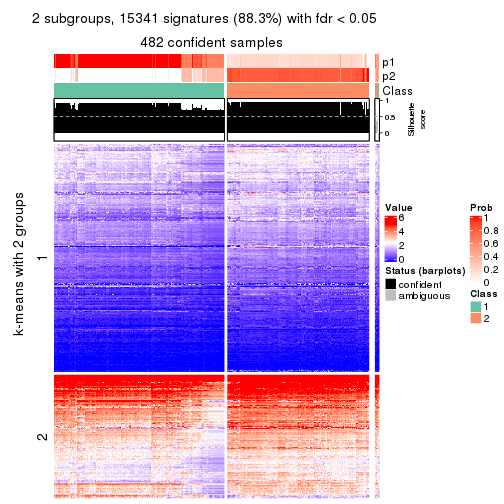 2 subgroups, 15341 signatures (88.3%) with fdr < 0.05
482 confident samples
p1
p2
Class
1
0.5
0
Silhouette
score
k-means with 2 groups
1
2
Value
6
4
2
0
Status (barplots)
confident
ambiguous
Prob
1
0.8
0.6
0.4
0.2
0
Class
1
2